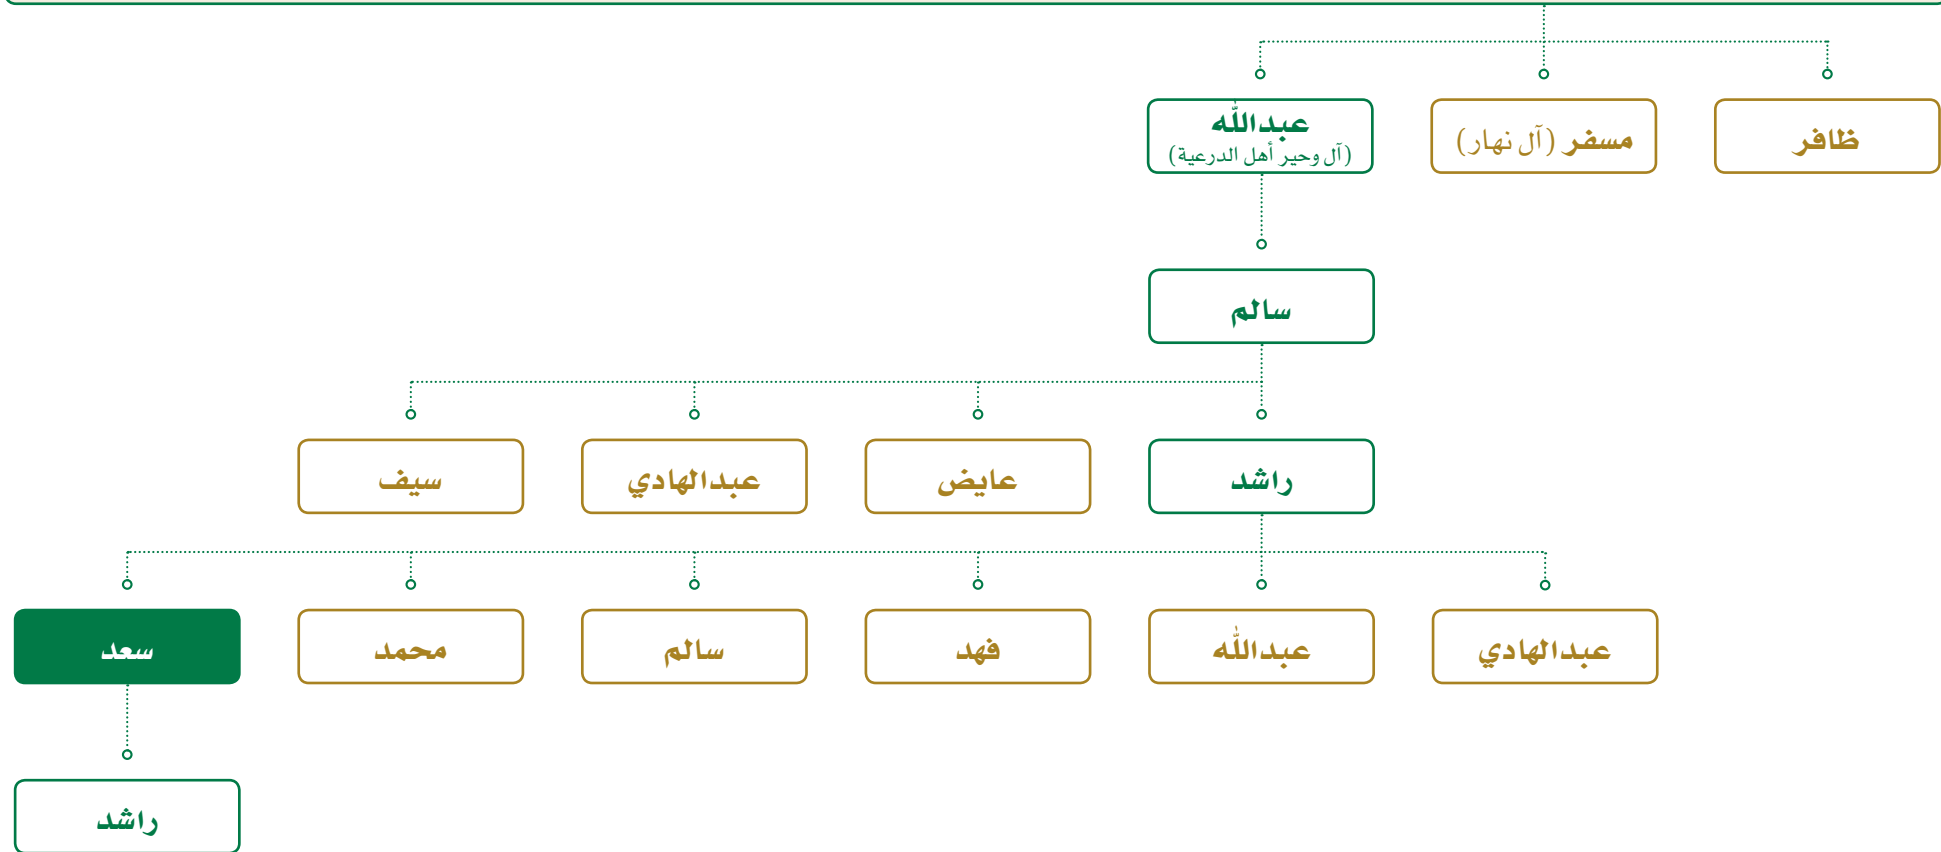 ظافر
مسفر (آل نهار)
عبدالله
(آل وحير أهل الدرعية)
سالم
راشد
عايض
عبدالهادي
سيف
عبدالهادي
عبدالله
فهد
سالم
محمد
سعد
راشد